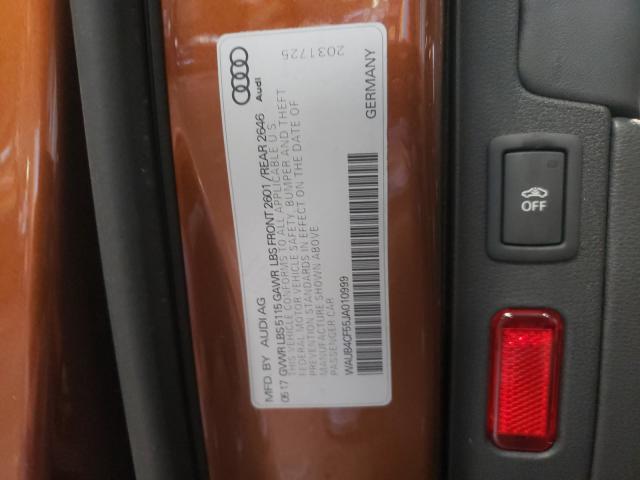 MFD BY AUDI AG
05 17 GVWR LBS 5115 GAWR LBS FRONT 2601 / REAR 2646
THIS VEHICLE CONFORMS TO ALL APPLICABLE U S
FEDERAL MOTOR VEHICLE SAFETY, BUMPER AND THEFT
PREVENTION STANDARDS IN EFFECT ON THE DATE OF
MANUFACTURE SHOWN ABOVE
PASSENGER CAR
WAUB4CF55JA010999
GERMANY
Audi
2031725
OFF